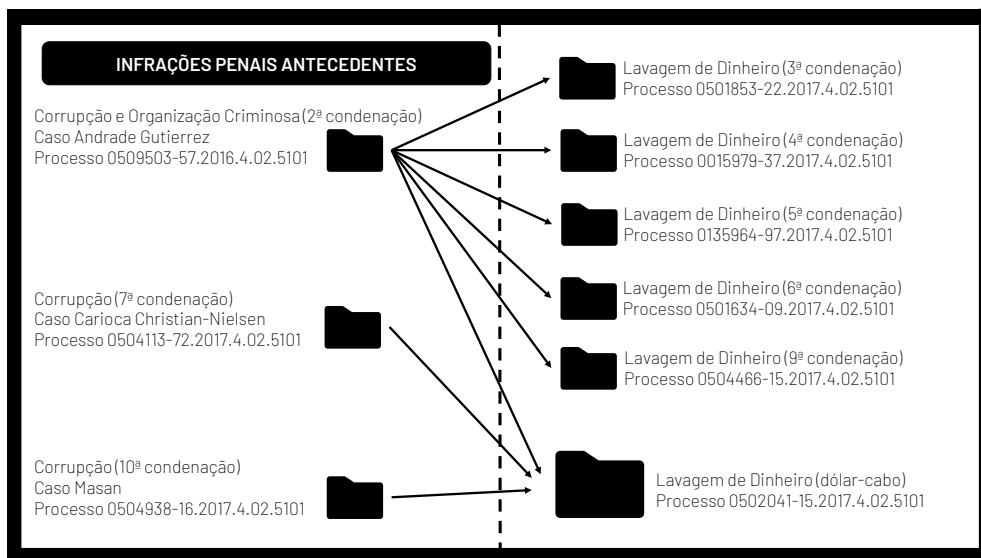 INFRAÇÕES PENAIS ANTECEDENTES
Corrupção e Organização Criminosa (2ª condenação)
Caso Andrade Gutierrez
Processo 0509503-57.2016.4.02.5101
Corrupção (7ª condenação)
Caso Carioca Christian-Nielsen
Processo 0504113-72.2017.4.02.5101
Corrupção (10ª condenação)
Caso Masan
Processo 0504938-16.2017.4.02.5101
Lavagem de Dinheiro (3ª condenação)
Processo 0501853-22.2017.4.02.5101
Lavagem de Dinheiro (4ª condenação)
Processo 0015979-37.2017.4.02.5101
Lavagem de Dinheiro (5ª condenação)
Processo 0135964-97.2017.4.02.5101
Lavagem de Dinheiro (6ª condenação)
Processo 0501634-09.2017.4.02.5101
Lavagem de Dinheiro (9ª condenação)
Processo 0504466-15.2017.4.02.5101
Lavagem de Dinheiro (dólar-cabo)
Processo 0502041-15.2017.4.02.5101